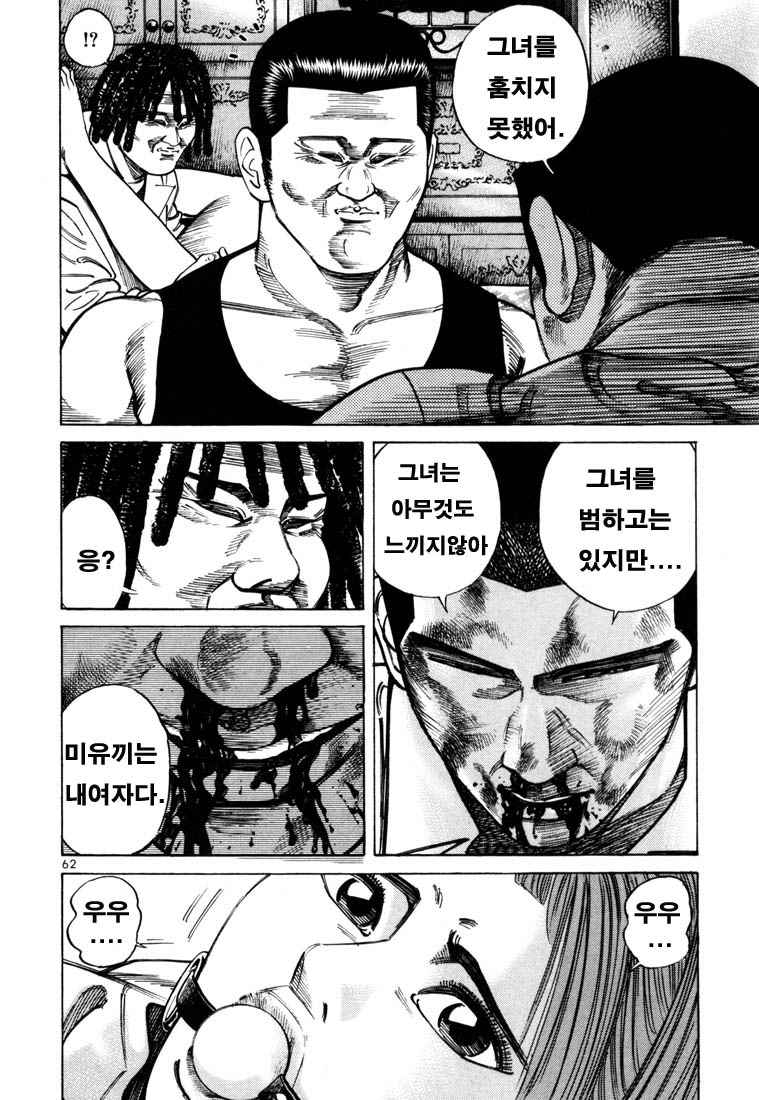 그녀를
훔치지
못했어.
!?
그녀를
범하고는
있지만....
그녀는
아무것도
느끼지않아
응?
미유끼는
내여자다.
62
우우
...
우우
....